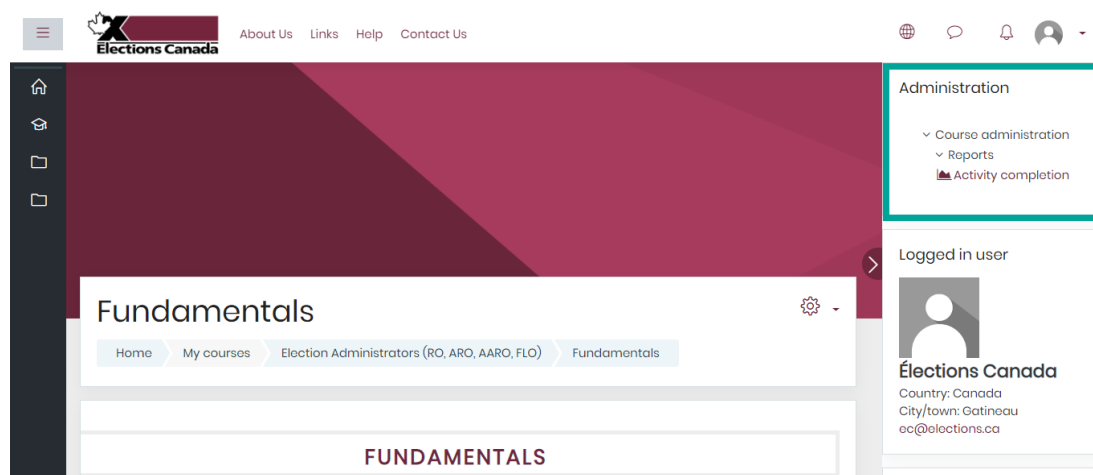 Élections Canada
About Us Links Help Contact Us
Administration
Course administration
Reports
Activity completion
Logged in user
Élections Canada
Country: Canada
City/town: Gatineau
ec@elections.ca
Fundamentals
Home My courses Election Administrators (RO, ARO, AARO, FLO) Fundamentals
FUNDAMENTALS